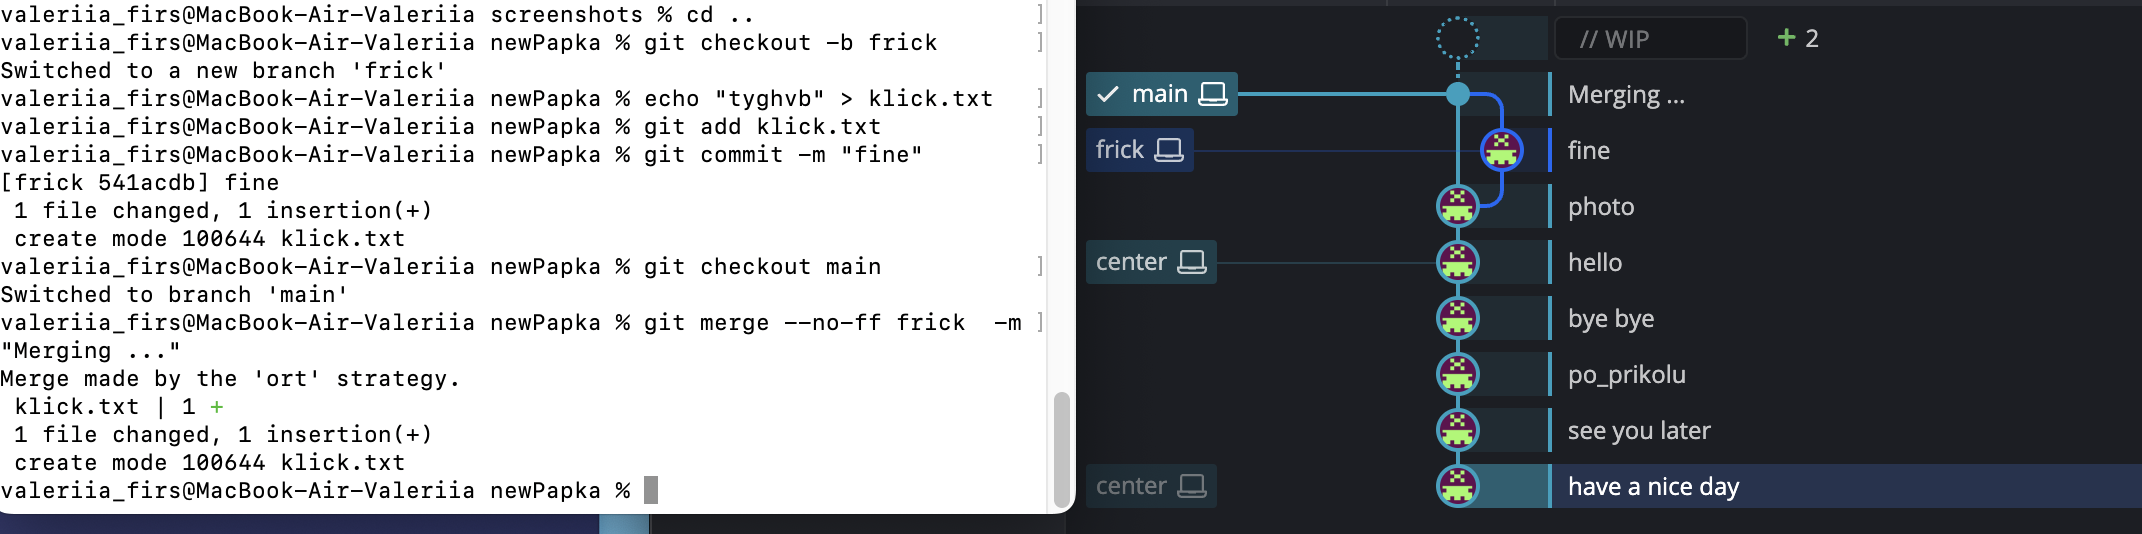 valeriia_firs@MacBook-Air-Valeriia screenshots % cd ..
valeriia_firs@MacBook-Air-Valeriia newPapka % git checkout -b frick
Switched to a new branch 'frick'
valeriia_firs@MacBook-Air-Valeriia newPapka % echo "tyghvb" > klick.txt
valeriia_firs@MacBook-Air-Valeriia newPapka % git add klick.txt
valeriia_firs@MacBook-Air-Valeriia newPapka % git commit -m "fine"
[frick 541acdb] fine
 1 file changed, 1 insertion(+)
 create mode 100644 klick.txt
valeriia_firs@MacBook-Air-Valeriia newPapka % git checkout main
Switched to branch 'main'
valeriia_firs@MacBook-Air-Valeriia newPapka % git merge --no-ff frick  -m
"Merging ..."
Merge made by the 'ort' strategy.
 klick.txt | 1 +
 1 file changed, 1 insertion(+)
 create mode 100644 klick.txt
valeriia_firs@MacBook-Air-Valeriia newPapka %
// WIP + 2
main Merging ...
frick fine
photo
center hello
bye bye
po_prikolu
see you later
center have a nice day